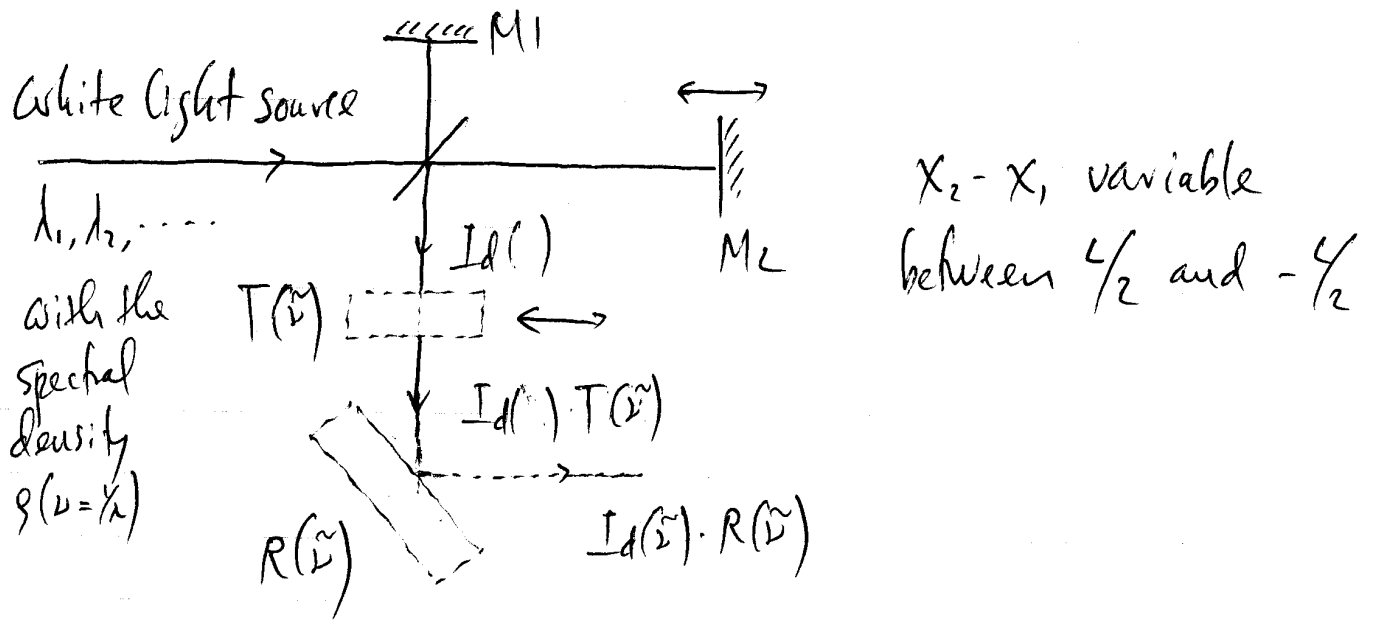 M1
White light source
λ₁, λ₂, .....
with the
spectral
density
ρ(ν = 1/λ)
Id( )
T(ν̃)
Id( ) · T(ν̃)
R(ν̃)
Id(ν̃) · R(ν̃)
M2
x₂ - x₁ variable
between L/2 and - L/2